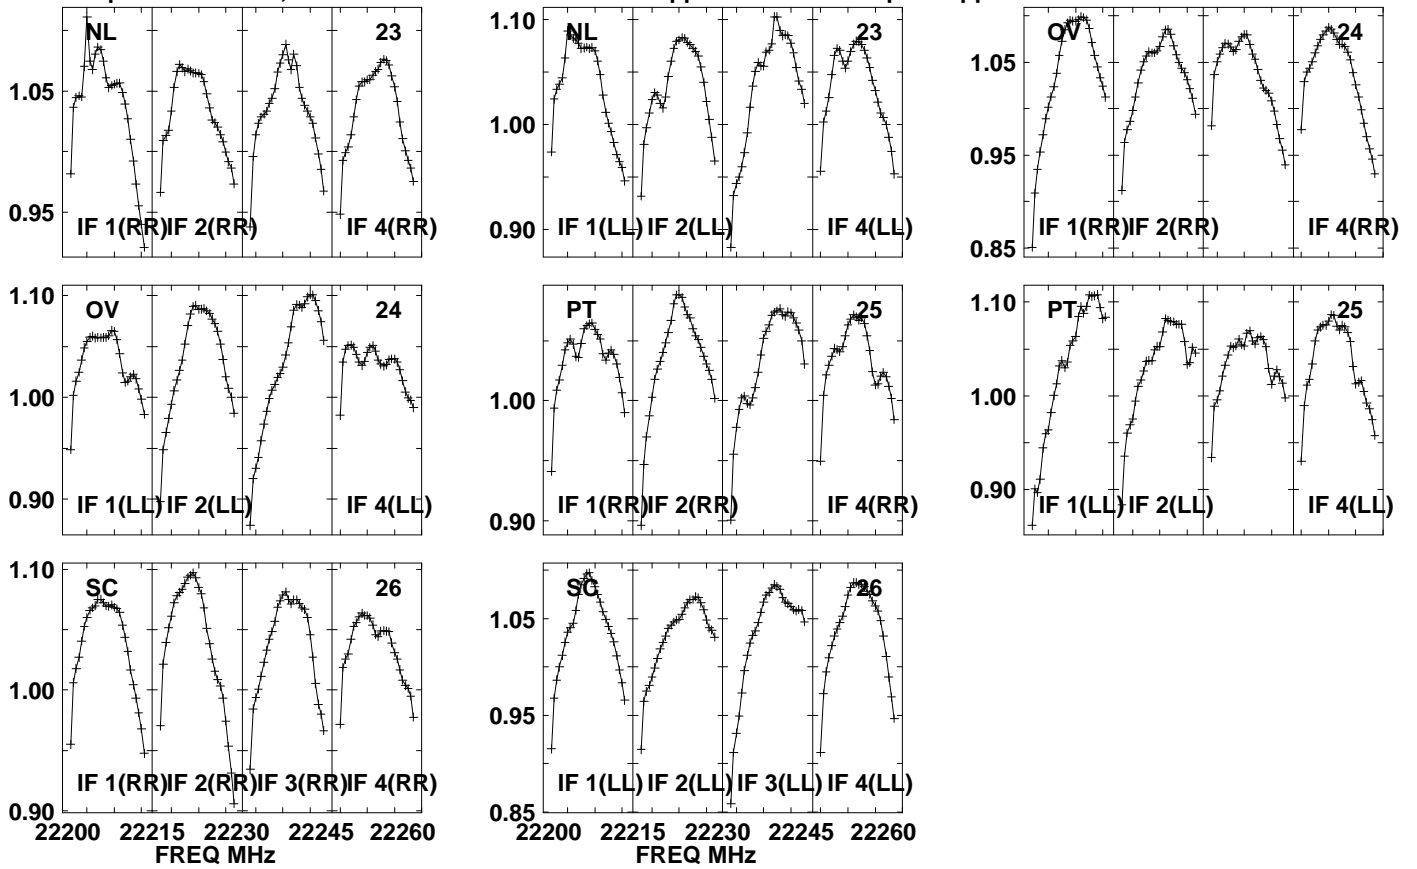 NL 23
1.05
0.95
IF 1(RR) IF 2(RR) IF 4(RR)
NL 23
1.10
1.00
0.90
IF 1(LL) IF 2(LL) IF 4(LL)
OV 24
1.05
0.95
0.85
IF 1(RR) IF 2(RR) IF 4(RR)
OV 24
1.10
1.00
0.90
IF 1(LL) IF 2(LL) IF 4(LL)
PT 25
1.00
0.90
IF 1(RR) IF 2(RR) IF 4(RR)
PT 25
1.10
1.00
0.90
IF 1(LL) IF 2(LL) IF 4(LL)
SC 26
1.10
1.00
0.90
IF 1(RR) IF 2(RR) IF 3(RR) IF 4(RR)
22200 22215 22230 22245 22260
FREQ MHz
SC 26
1.05
0.95
0.85
IF 1(LL) IF 2(LL) IF 3(LL) IF 4(LL)
22200 22215 22230 22245 22260
FREQ MHz